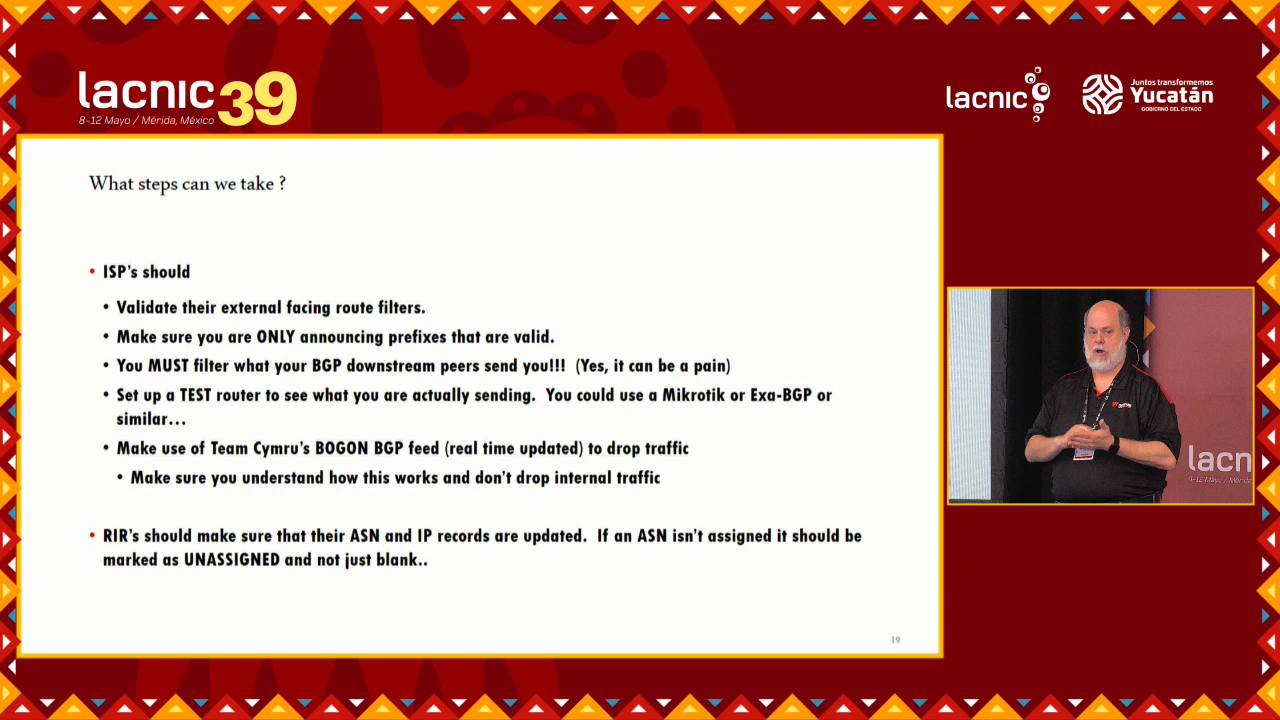 lacnic 39
8-12 Mayo / Mérida, México
lacnic
Juntos transformemos
Yucatán
GOBIERNO DEL ESTADO
What steps can we take ?
• ISP's should
• Validate their external facing route filters.
• Make sure you are ONLY announcing prefixes that are valid.
• You MUST filter what your BGP downstream peers send you!!! (Yes, it can be a pain)
• Set up a TEST router to see what you are actually sending. You could use a Mikrotik or Exa-BGP or
similar…
• Make use of Team Cymru's BOGON BGP feed (real time updated) to drop traffic
• Make sure you understand how this works and don't drop internal traffic
• RIR's should make sure that their ASN and IP records are updated. If an ASN isn't assigned it should be
marked as UNASSIGNED and not just blank..
19
lacn